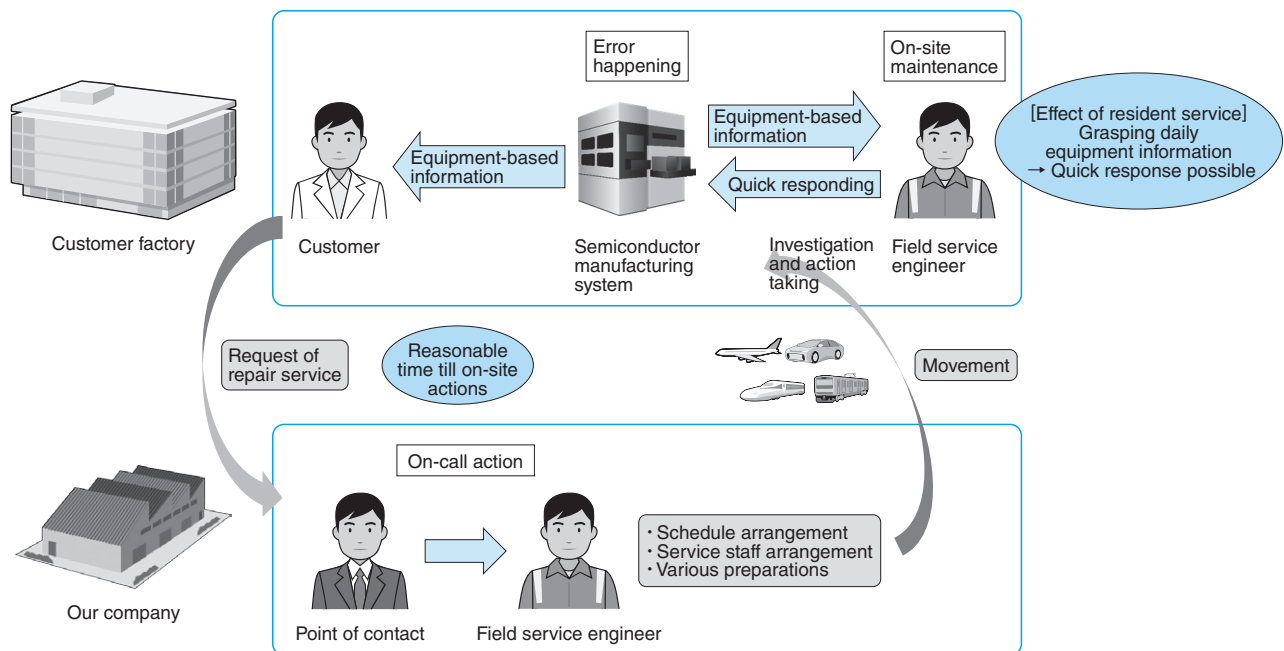 Error
happening
On-site
maintenance
[Effect of resident service]
Grasping daily
equipment information
→ Quick response possible
Equipment-based
information
Equipment-based
information
Quick responding
Customer factory
Customer
Semiconductor
manufacturing
system
Investigation
and action
taking
Field service
engineer
Request of
repair service
Reasonable
time till on-site
actions
Movement
On-call action
・Schedule arrangement
・Service staff arrangement
・Various preparations
Our company
Point of contact
Field service engineer